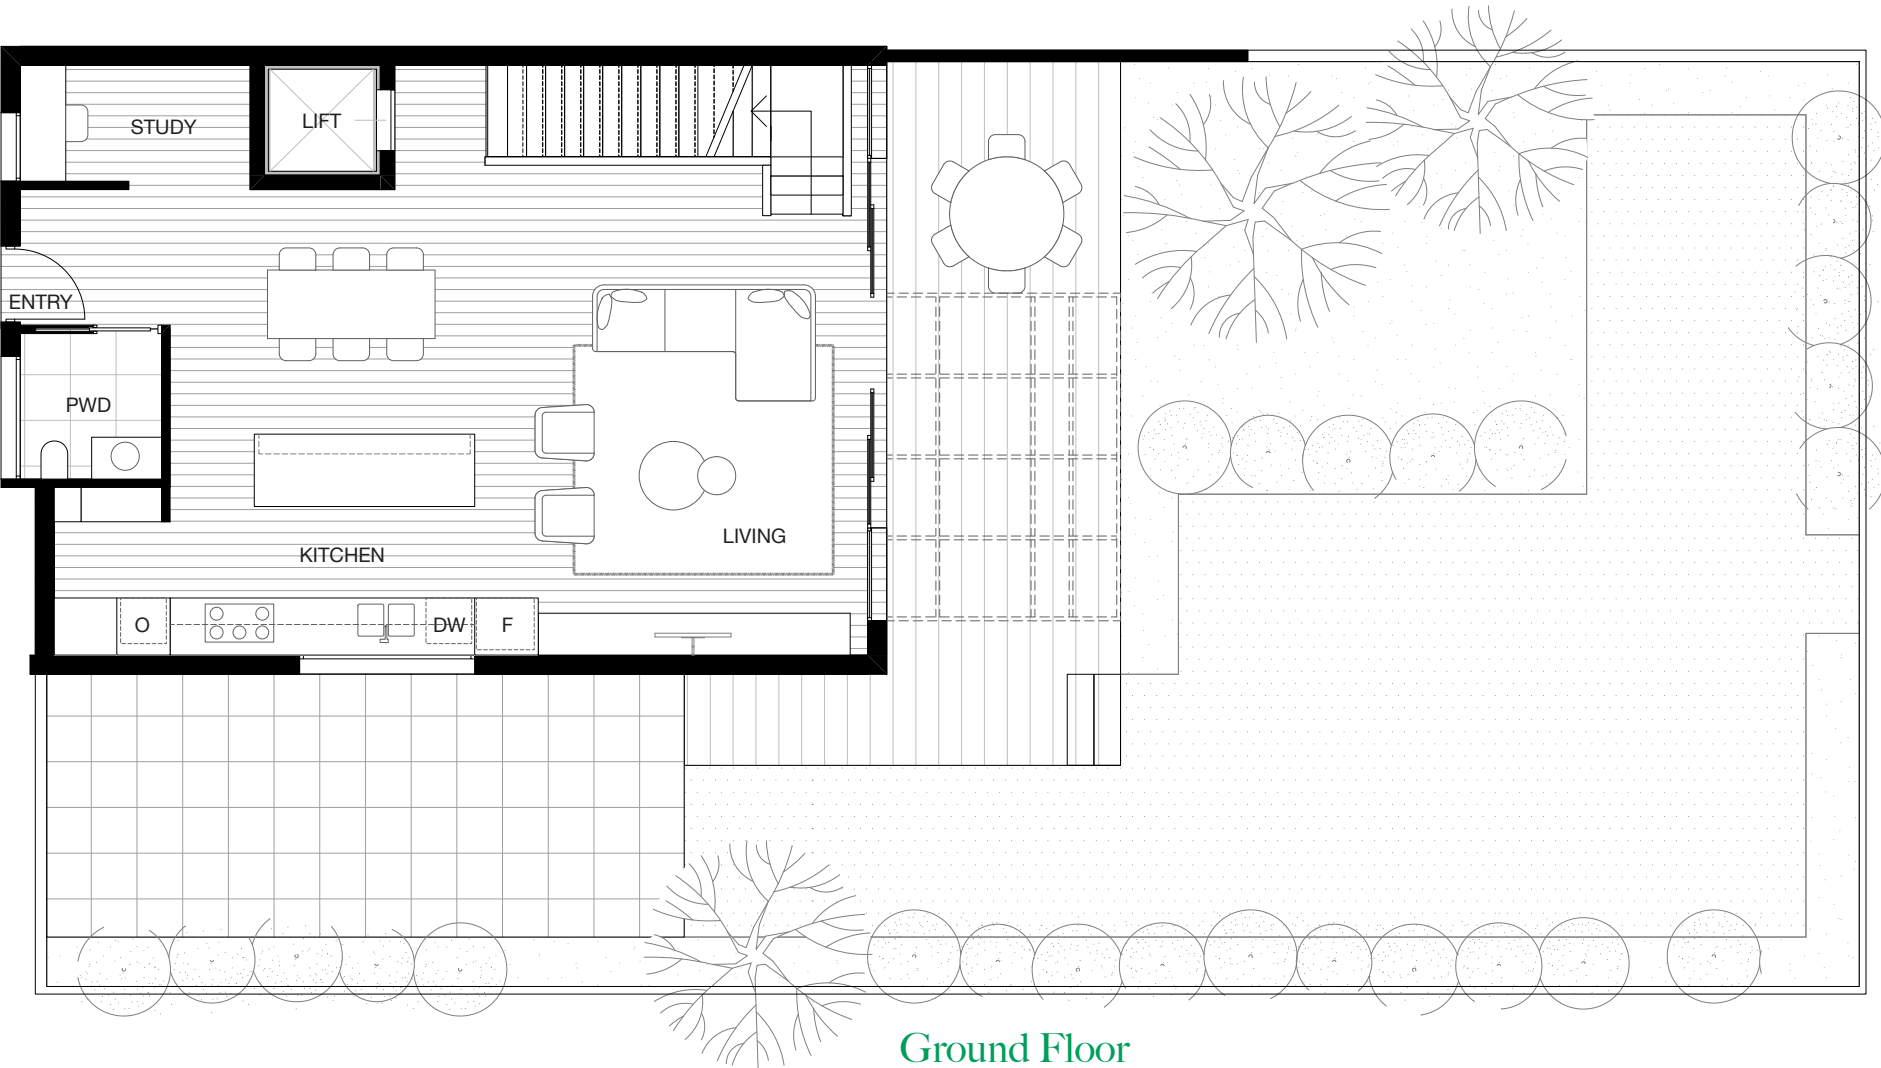 STUDY
LIFT
ENTRY
PWD
LIVING
KITCHEN
O
DW
F
Ground Floor